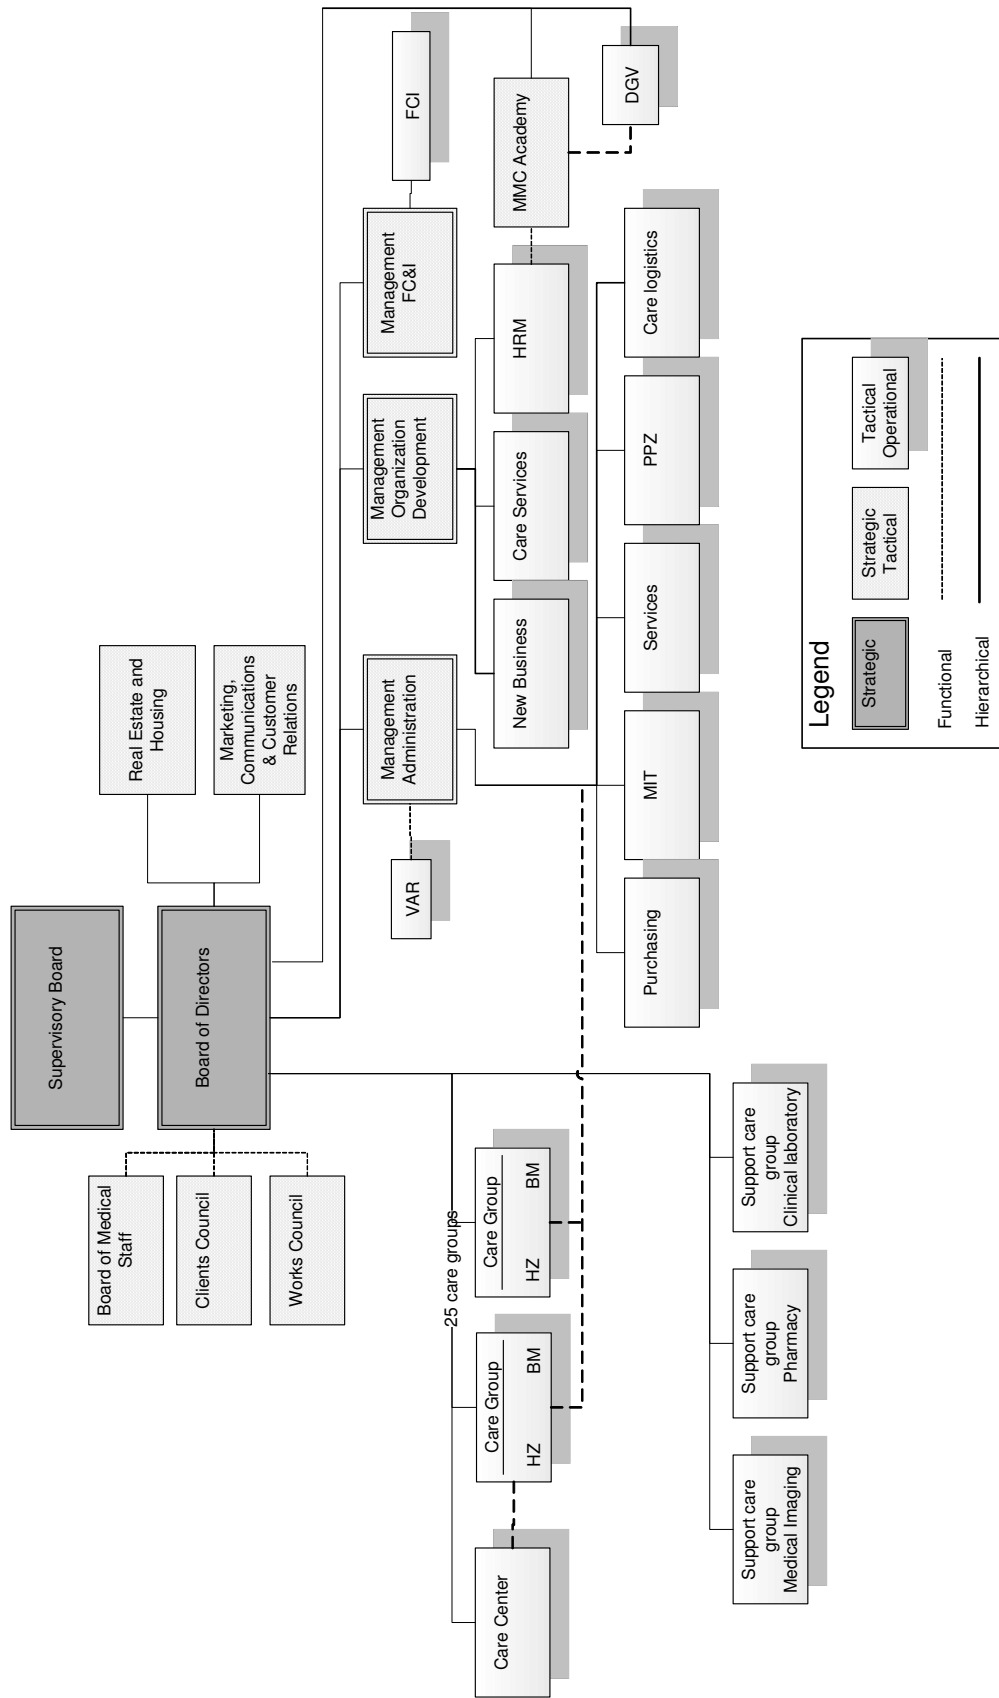 Supervisory Board
Board of Directors
Board of Medical
Staff
Clients Council
Works Council
Real Estate and
Housing
Marketing,
Communications
& Customer
Relations
VAR
Management
Administration
Management
Organization
Development
Management
FC&I
FCI
25 care groups
Care Center
Care Group
HZ BM
Care Group
HZ BM
New Business
Care Services
HRM
MMC Academy
DGV
Purchasing
MIT
Services
PPZ
Care logistics
Support care
group
Medical Imaging
Support care
group
Pharmacy
Support care
group
Clinical laboratory
Legend
Strategic
Strategic
Tactical
Tactical
Operational
Functional
Hierarchical